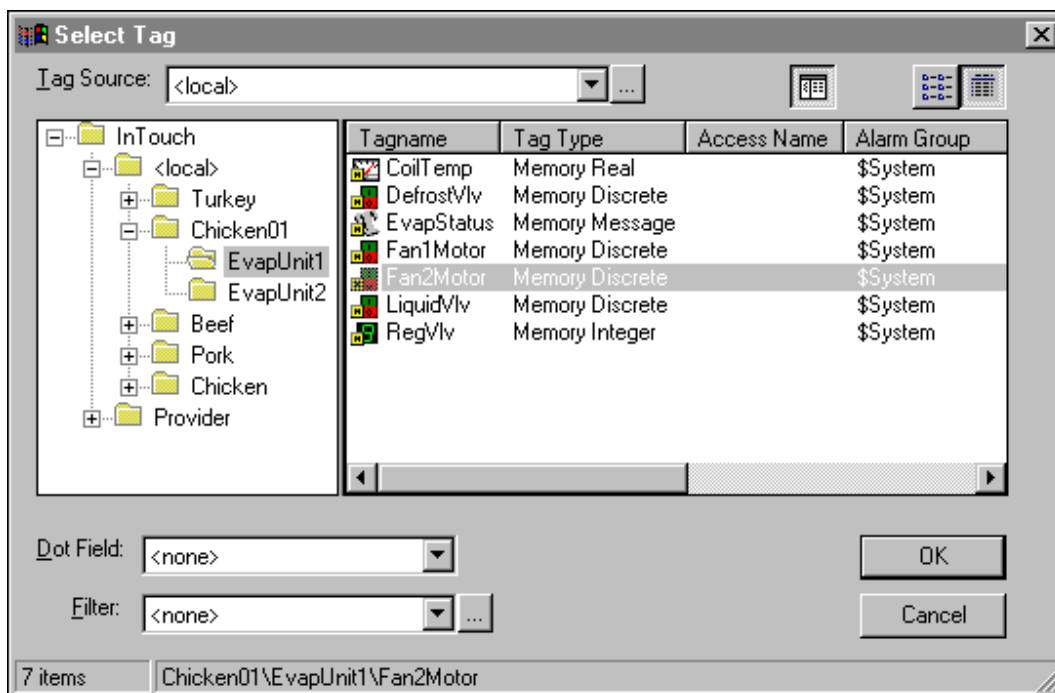 Select Tag
Tag Source: <local> ...
InTouch
<local>
Turkey
Chicken01
EvapUnit1
EvapUnit2
Beef
Pork
Chicken
Provider
Tagname Tag Type Access Name Alarm Group
CoilTemp Memory Real $System
DefrostVlv Memory Discrete $System
EvapStatus Memory Message $System
Fan1Motor Memory Discrete $System
Fan2Motor Memory Discrete $System
LiquidVlv Memory Discrete $System
RegVlv Memory Integer $System
Dot Field: <none>
OK
Filter: <none> ...
Cancel
7 items Chicken01\EvapUnit1\Fan2Motor